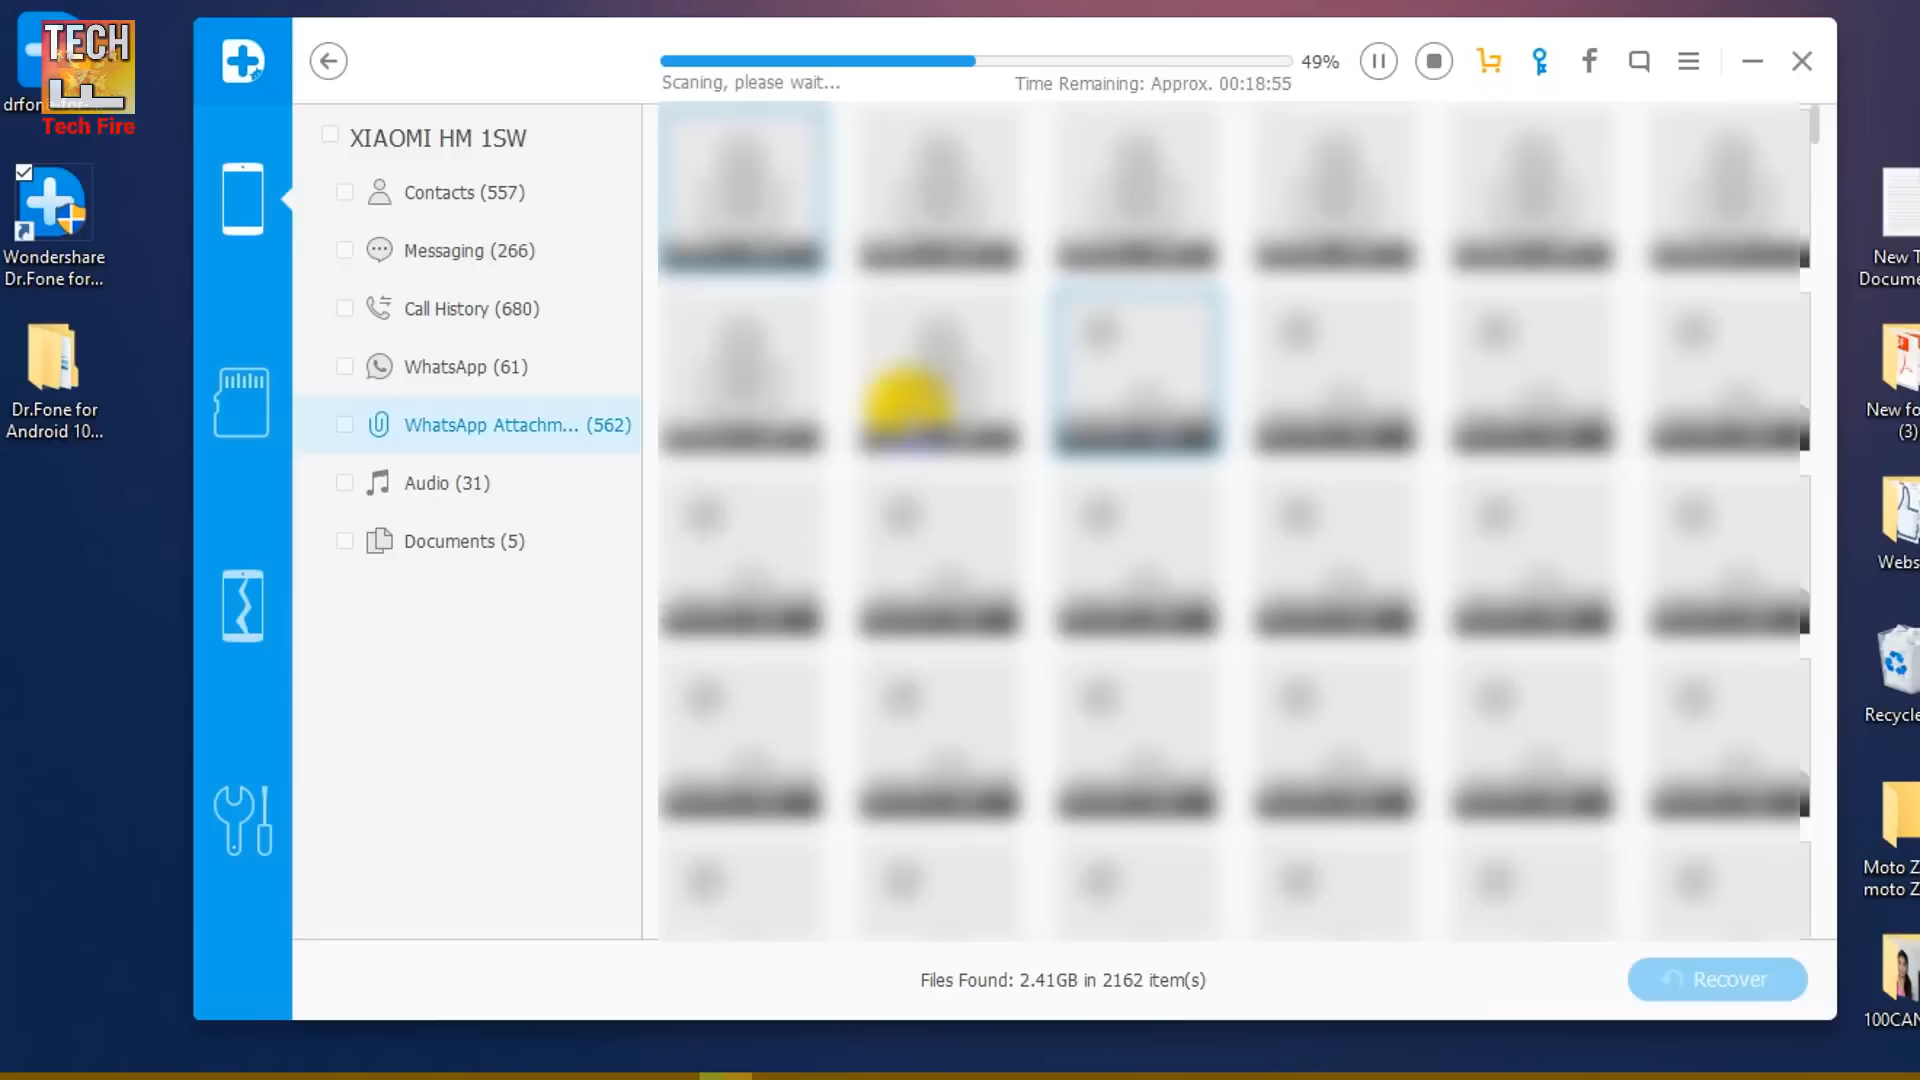 TECH
Tech Fire
drfone-for-
Wondershare
Dr.Fone for...
Dr.Fone for
Android 10...
49%
Scaning, please wait...
Time Remaining: Approx. 00:18:55
XIAOMI HM 1SW
Contacts (557)
Messaging (266)
Call History (680)
WhatsApp (61)
WhatsApp Attachm... (562)
Audio (31)
Documents (5)
Files Found: 2.41GB in 2162 item(s)
Recover
New T
Docume
New fo
(3)
Webs
Recycle
Moto Z
moto Z
100CAN